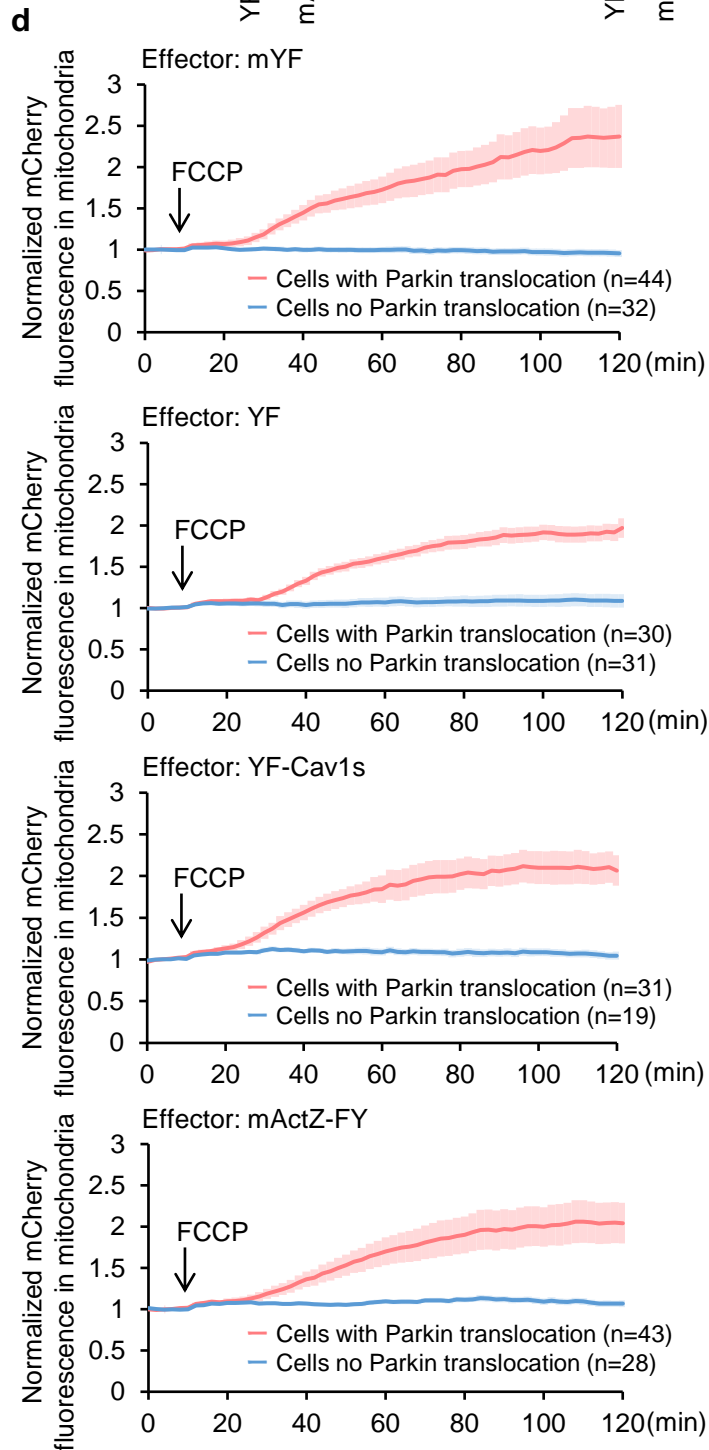 d
YF
YF
Effector: mYF
Normalized mCherry
fluorescence in mitochondria
3
2.5
2
1.5
1
0.5
0
FCCP
Cells with Parkin translocation (n=44)
Cells no Parkin translocation (n=32)
0 20 40 60 80 100 120 (min)
Effector: YF
Normalized mCherry
fluorescence in mitochondria
3
2.5
2
1.5
1
0.5
0
FCCP
Cells with Parkin translocation (n=30)
Cells no Parkin translocation (n=31)
0 20 40 60 80 100 120 (min)
Effector: YF-Cav1s
Normalized mCherry
fluorescence in mitochondria
3
2.5
2
1.5
1
0.5
0
FCCP
Cells with Parkin translocation (n=31)
Cells no Parkin translocation (n=19)
0 20 40 60 80 100 120 (min)
Effector: mActZ-FY
Normalized mCherry
fluorescence in mitochondria
3
2.5
2
1.5
1
0.5
0
FCCP
Cells with Parkin translocation (n=43)
Cells no Parkin translocation (n=28)
0 20 40 60 80 100 120 (min)